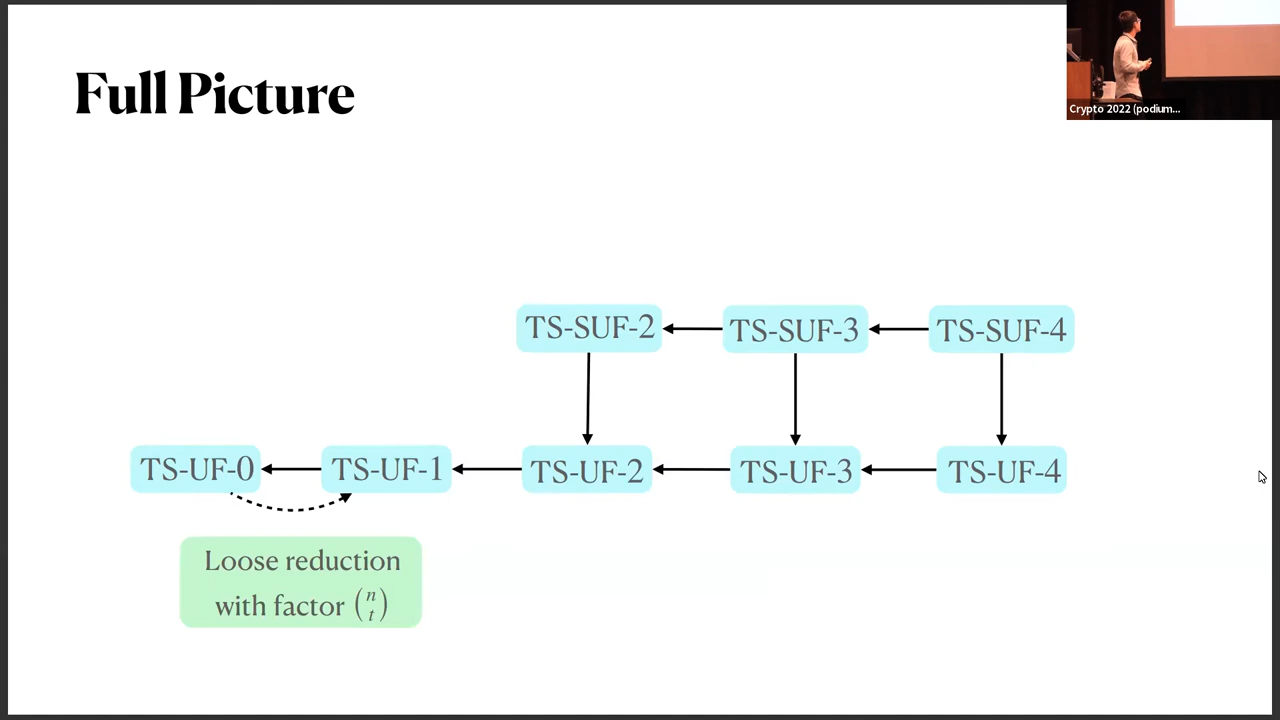 Full Picture
Crypto 2022 (podium...
TS-SUF-2
TS-SUF-3
TS-SUF-4
TS-UF-0
TS-UF-1
TS-UF-2
TS-UF-3
TS-UF-4
Loose reduction
with factor (n t)